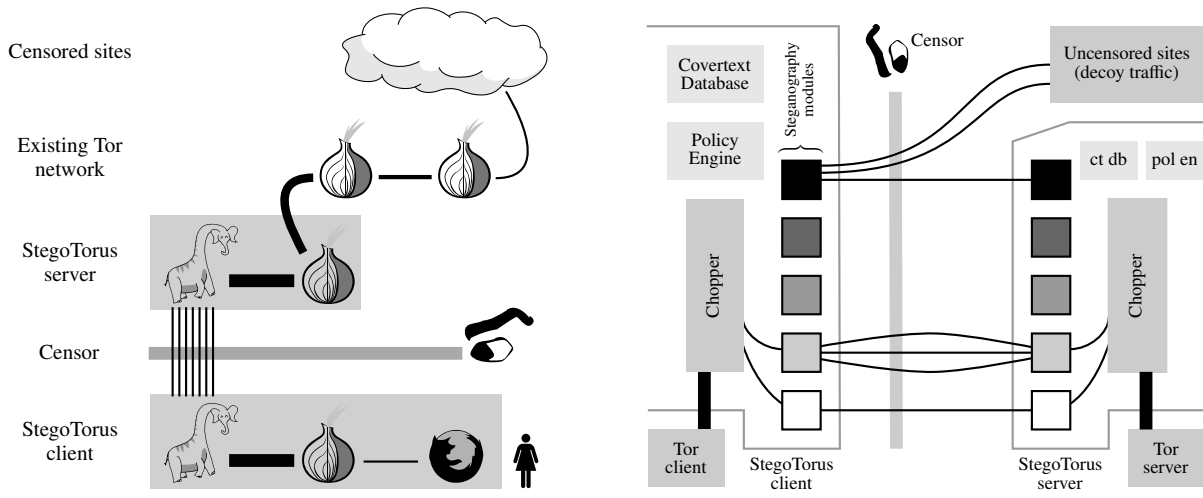 Censored sites
Existing Tor
network
StegoTorus
server
Censor
StegoTorus
client
Covertext
Database
Policy
Engine
Steganography
modules
Censor
Uncensored sites
(decoy traffic)
ct db
pol en
Chopper
Chopper
Tor
client
StegoTorus
client
StegoTorus
server
Tor
server